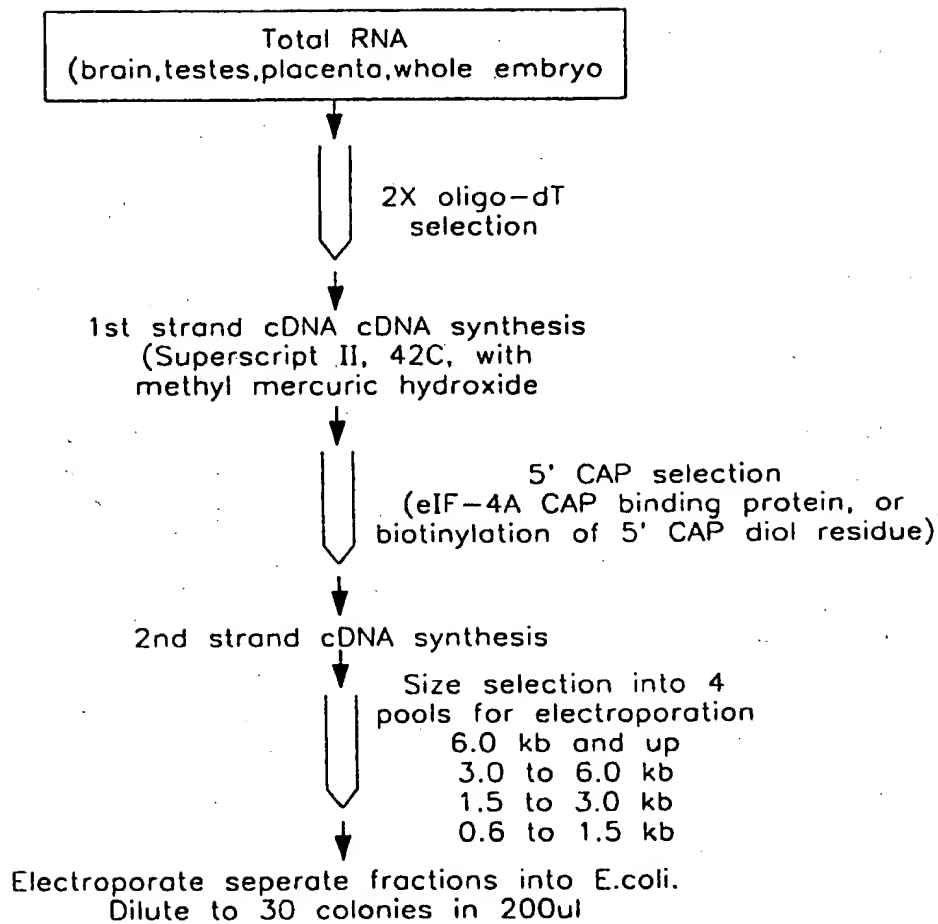 Total RNA
(brain,testes,placenta,whole embryo
2X oligo-dT
selection
1st strand cDNA cDNA synthesis
(Superscript II, 42C, with
methyl mercuric hydroxide
5' CAP selection
(eIF-4A CAP binding protein, or
biotinylation of 5' CAP diol residue)
2nd strand cDNA synthesis
Size selection into 4
pools for electroporation
6.0 kb and up
3.0 to 6.0 kb
1.5 to 3.0 kb
0.6 to 1.5 kb
Electroporate seperate fractions into E.coli.
Dilute to 30 colonies in 200ul